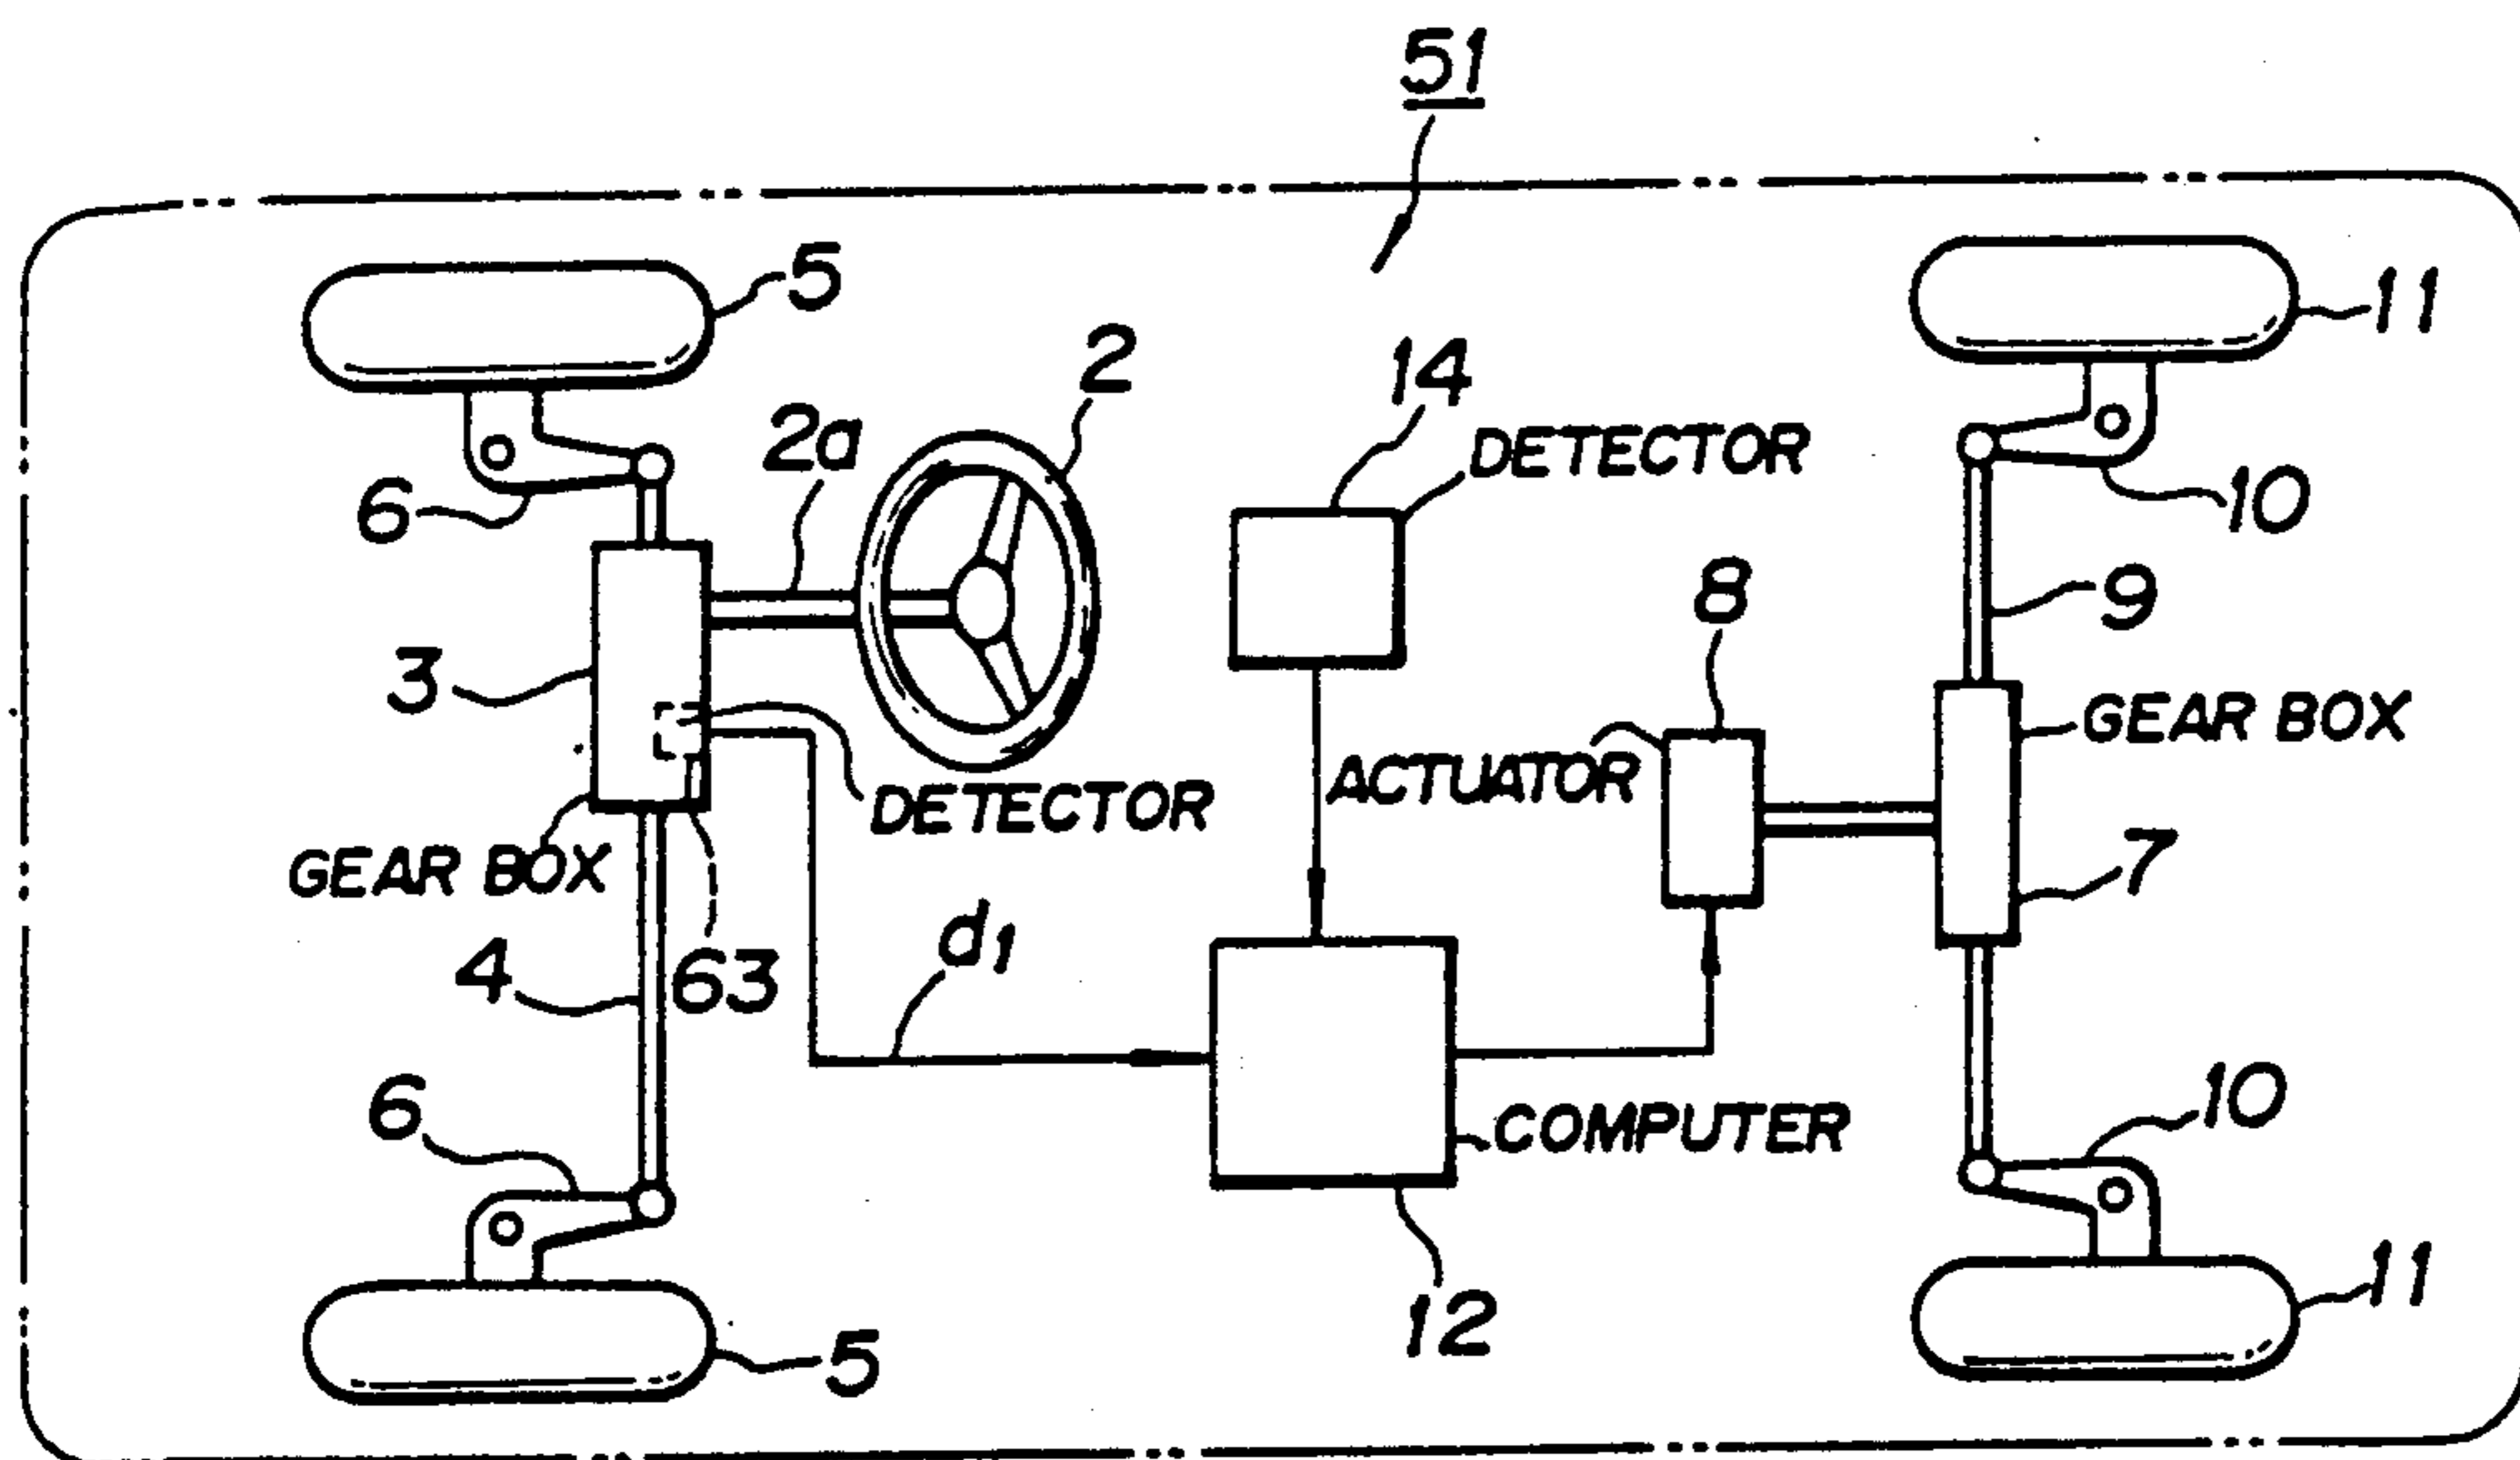 51
5
11
2
14
2a
DETECTOR
6
10
8
9
3
GEAR BOX
ACTUATOR
DETECTOR
7
GEAR BOX
d1
4
63
6
10
COMPUTER
11
12
5